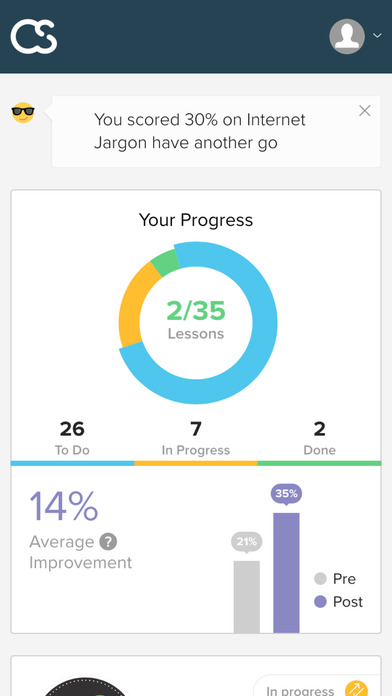 CS
You scored 30% on Internet
Jargon have another go
Your Progress
2/35
Lessons
26
To Do
7
In Progress
2
Done
14%
Average ?
Improvement
21%
35%
Pre
Post
In progress